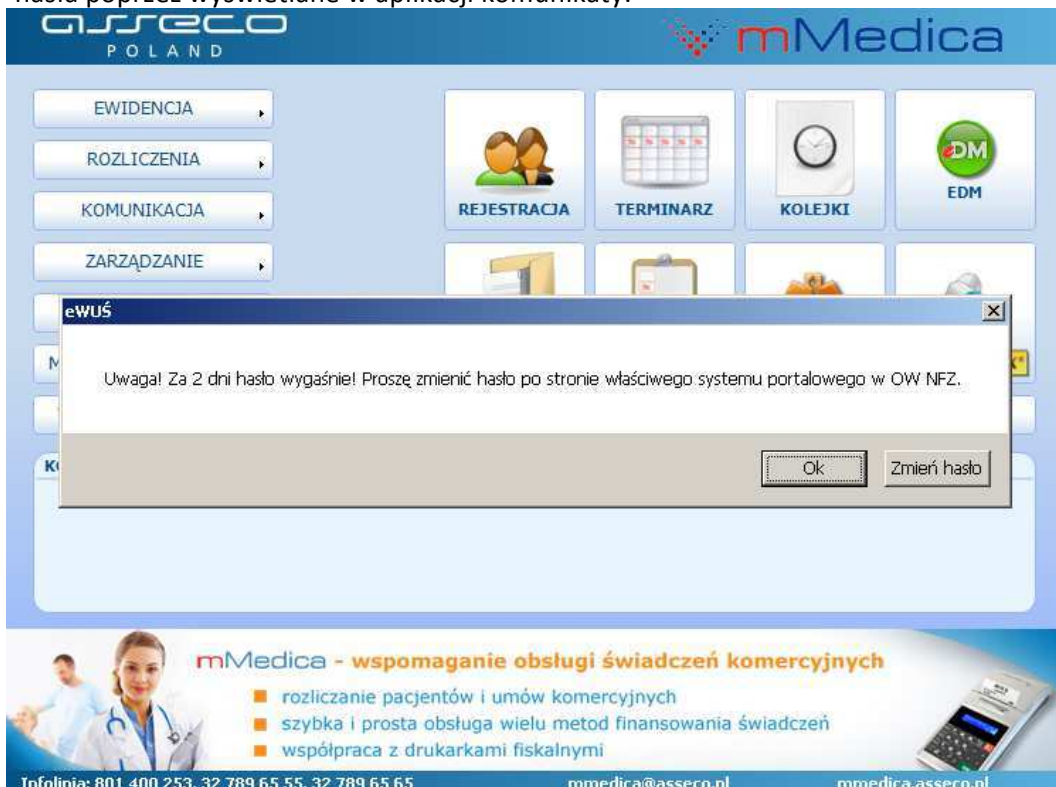 hasła poprzez wyświetlane w aplikacji komunikaty:
asseco
POLAND
mMedica
EWIDENCJA
ROZLICZENIA
KOMUNIKACJA
ZARZĄDZANIE
REJESTRACJA
TERMINARZ
KOLEJKI
eDM
EDM
eWUŚ
Uwaga! Za 2 dni hasło wygaśnie! Proszę zmienić hasło po stronie właściwego systemu portalowego w OW NFZ.
Ok
Zmień hasło
mMedica - wspomaganie obsługi świadczeń komercyjnych
rozliczanie pacjentów i umów komercyjnych
szybka i prosta obsługa wielu metod finansowania świadczeń
współpraca z drukarkami fiskalnymi
Infolinia: 801 400 253, 32 789 65 55, 32 789 65 65
mmedica@asseco.pl
mmedica.asseco.pl